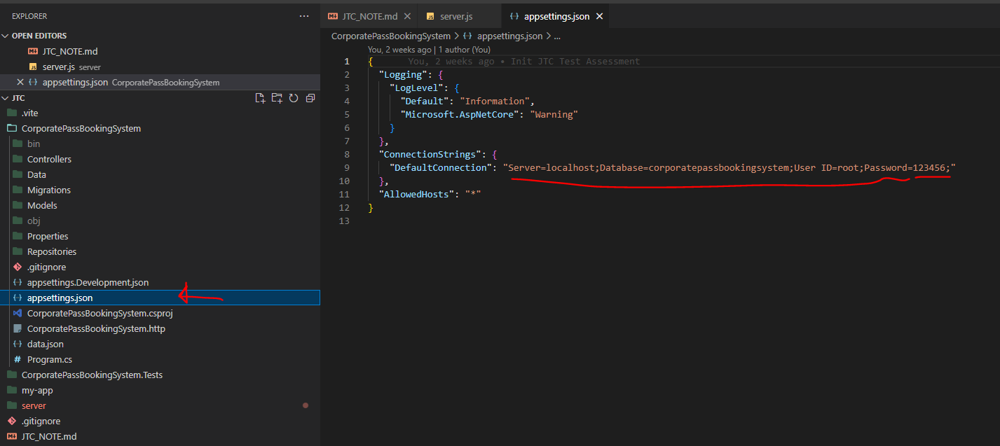 EXPLORER
OPEN EDITORS
JTC_NOTE.md
server.js server
appsettings.json CorporatePassBookingSystem
JTC
.vite
CorporatePassBookingSystem
bin
Controllers
Data
Migrations
Models
obj
Properties
Repositories
.gitignore
appsettings.Development.json
appsettings.json
CorporatePassBookingSystem.csproj
CorporatePassBookingSystem.http
data.json
Program.cs
CorporatePassBookingSystem.Tests
my-app
server
.gitignore
JTC_NOTE.md
JTC_NOTE.md server.js appsettings.json
CorporatePassBookingSystem > {} appsettings.json > ...
You, 2 weeks ago | 1 author (You)
1 { You, 2 weeks ago • Init JTC Test Assessment
2 "Logging": {
3 "LogLevel": {
4 "Default": "Information",
5 "Microsoft.AspNetCore": "Warning"
6 }
7 },
8 "ConnectionStrings": {
9 "DefaultConnection": "Server=localhost;Database=corporatepassbookingsystem;User ID=root;Password=123456;"
10 },
11 "AllowedHosts": "*"
12 }
13